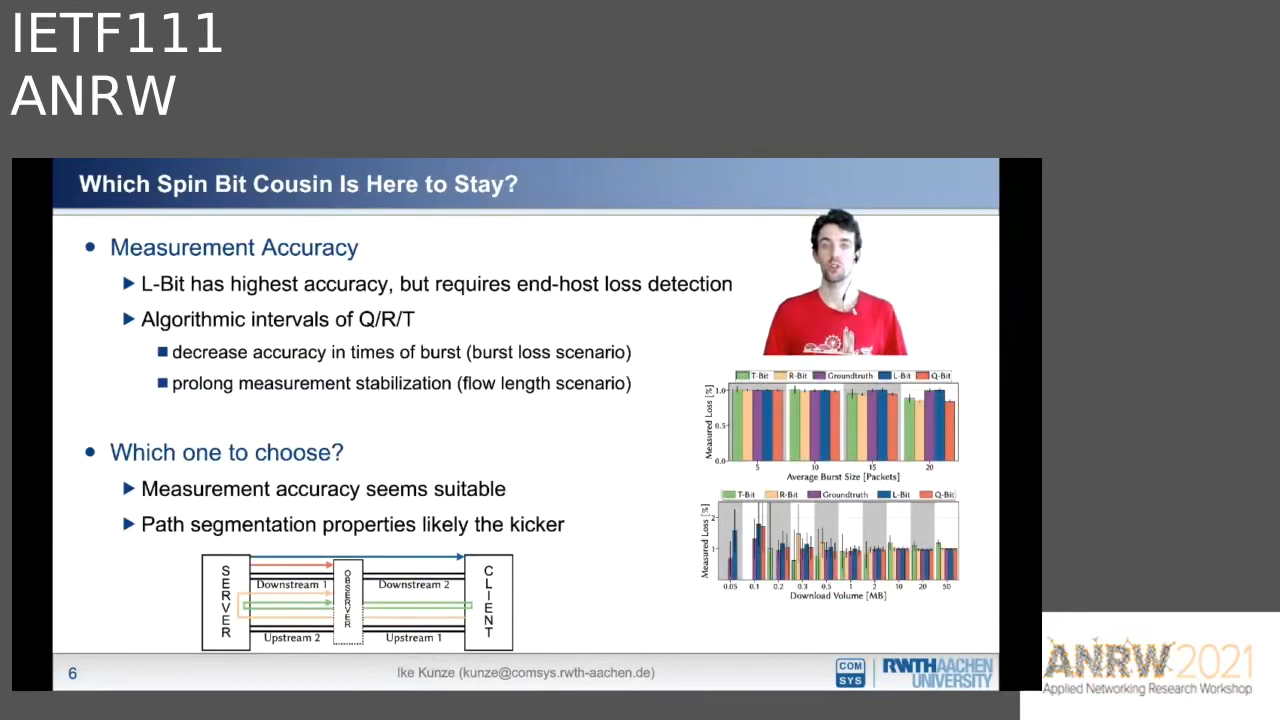 IETF111
ANRW
Which Spin Bit Cousin Is Here to Stay?
Measurement Accuracy
L-Bit has highest accuracy, but requires end-host loss detection
Algorithmic intervals of Q/R/T
decrease accuracy in times of burst (burst loss scenario)
prolong measurement stabilization (flow length scenario)
Which one to choose?
Measurement accuracy seems suitable
Path segmentation properties likely the kicker
T-Bit R-Bit Groundtruth L-Bit Q-Bit
Measured Loss [%]
1.0
0.5
0.0
5 10 15 20
Average Burst Size [Packets]
T-Bit R-Bit Groundtruth L-Bit Q-Bit
Measured Loss [%]
2
1
0.05 0.1 0.2 0.3 0.5 1 2 10 20 50
Download Volume [MB]
SERVER
OBSERVER
CLIENT
Downstream 1 Downstream 2
Upstream 2 Upstream 1
6
Ike Kunze (kunze@comsys.rwth-aachen.de)
COM
SYS
RWTHAACHEN
UNIVERSITY
ANRW 2021
Applied Networking Research Workshop